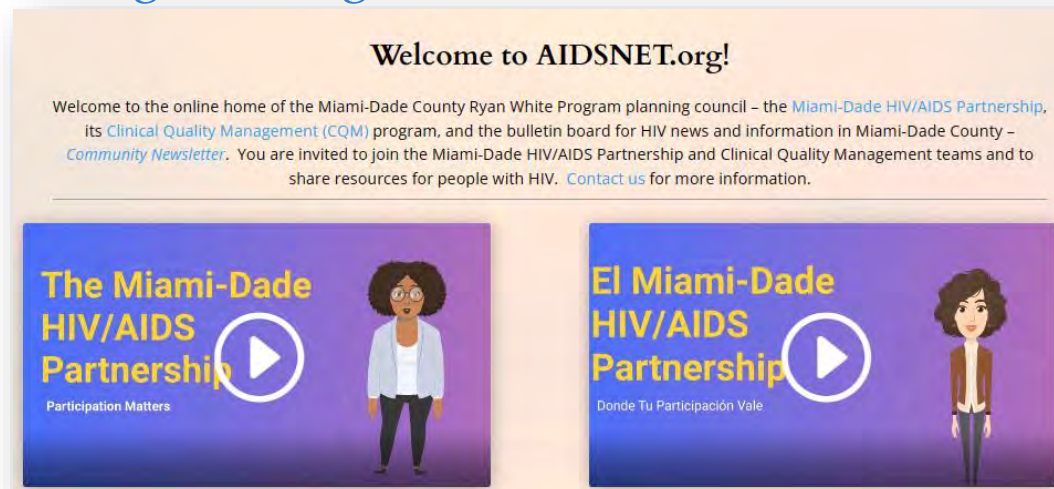 Welcome to AIDSNET.org!
Welcome to the online home of the Miami-Dade County Ryan White Program planning council – the Miami-Dade HIV/AIDS Partnership,
its Clinical Quality Management (CQM) program, and the bulletin board for HIV news and information in Miami-Dade County –
Community Newsletter. You are invited to join the Miami-Dade HIV/AIDS Partnership and Clinical Quality Management teams and to
share resources for people with HIV. Contact us for more information.
The Miami-Dade
HIV/AIDS
Partnership
Participation Matters
El Miami-Dade
HIV/AIDS
Partnership
Donde Tu Participación Vale